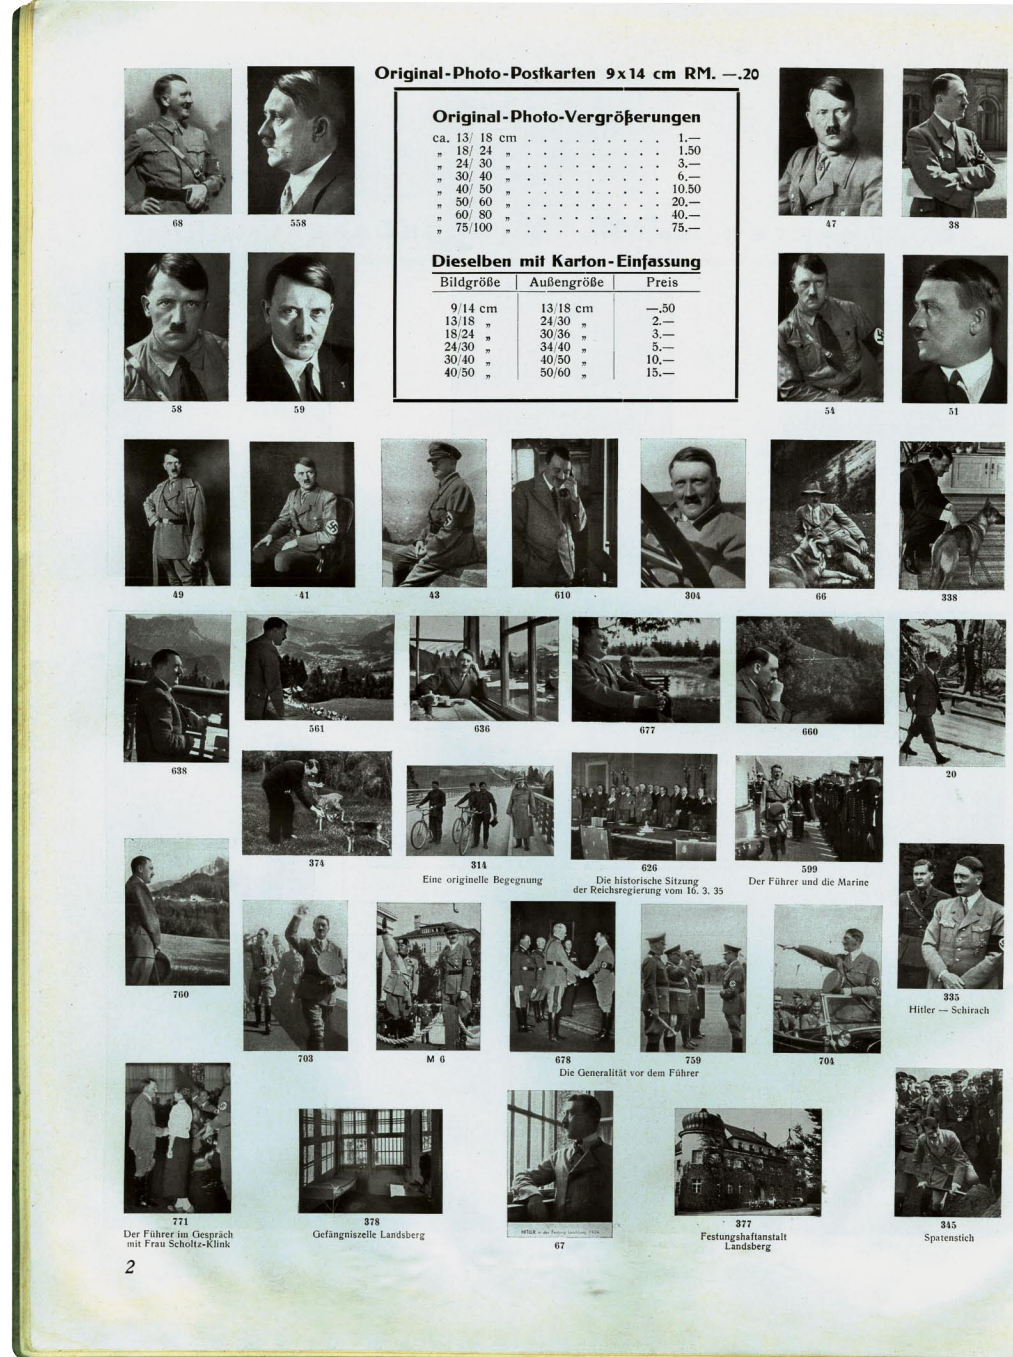 Original-Photo-Postkarten 9x14 cm RM. —.20
Original-Photo-Vergrößerungen
ca. 13/ 18 cm . . . . . . . . . 1.—
„ 18/ 24 „ . . . . . . . . . 1.50
„ 24/ 30 „ . . . . . . . . . 3.—
„ 30/ 40 „ . . . . . . . . . 6.—
„ 40/ 50 „ . . . . . . . . . 10.50
„ 50/ 60 „ . . . . . . . . . 20.—
„ 60/ 80 „ . . . . . . . . . 40.—
„ 75/100 „ . . . . . . . . . 75.—
Dieselben mit Karton-Einfassung
Bildgröße | Außengröße | Preis
9/14 cm 13/18 cm —.50
13/18 „ 24/30 „ 2.—
18/24 „ 30/36 „ 3.—
24/30 „ 34/40 „ 5.—
30/40 „ 40/50 „ 10.—
40/50 „ 50/60 „ 15.—
68 558 47 38
58 59 54 51
49 41 43 610 304 66 338
561 636 677 660
638 20
374 314 626 599
Eine originelle Begegnung
Die historische Sitzung
der Reichsregierung vom 16. 3. 35
Der Führer und die Marine
760 335
Hitler — Schirach
703 M 6 678 759 704
Die Generalität vor dem Führer
771
Der Führer im Gespräch
mit Frau Scholtz-Klink
378
Gefängniszelle Landsberg
HITLER in der Festung Landsberg 1924
67
377
Festungshaftanstalt
Landsberg
345
Spatenstich
2